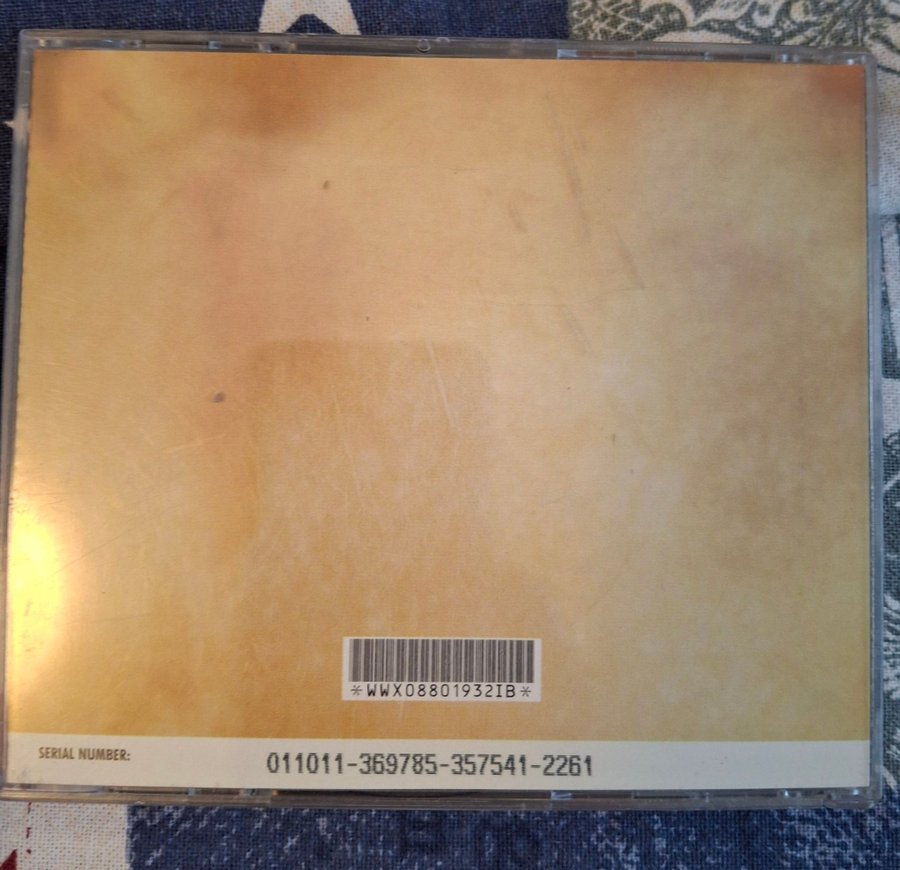 *WWX08801932IB*
SERIAL NUMBER:
011011-369785-357541-2261